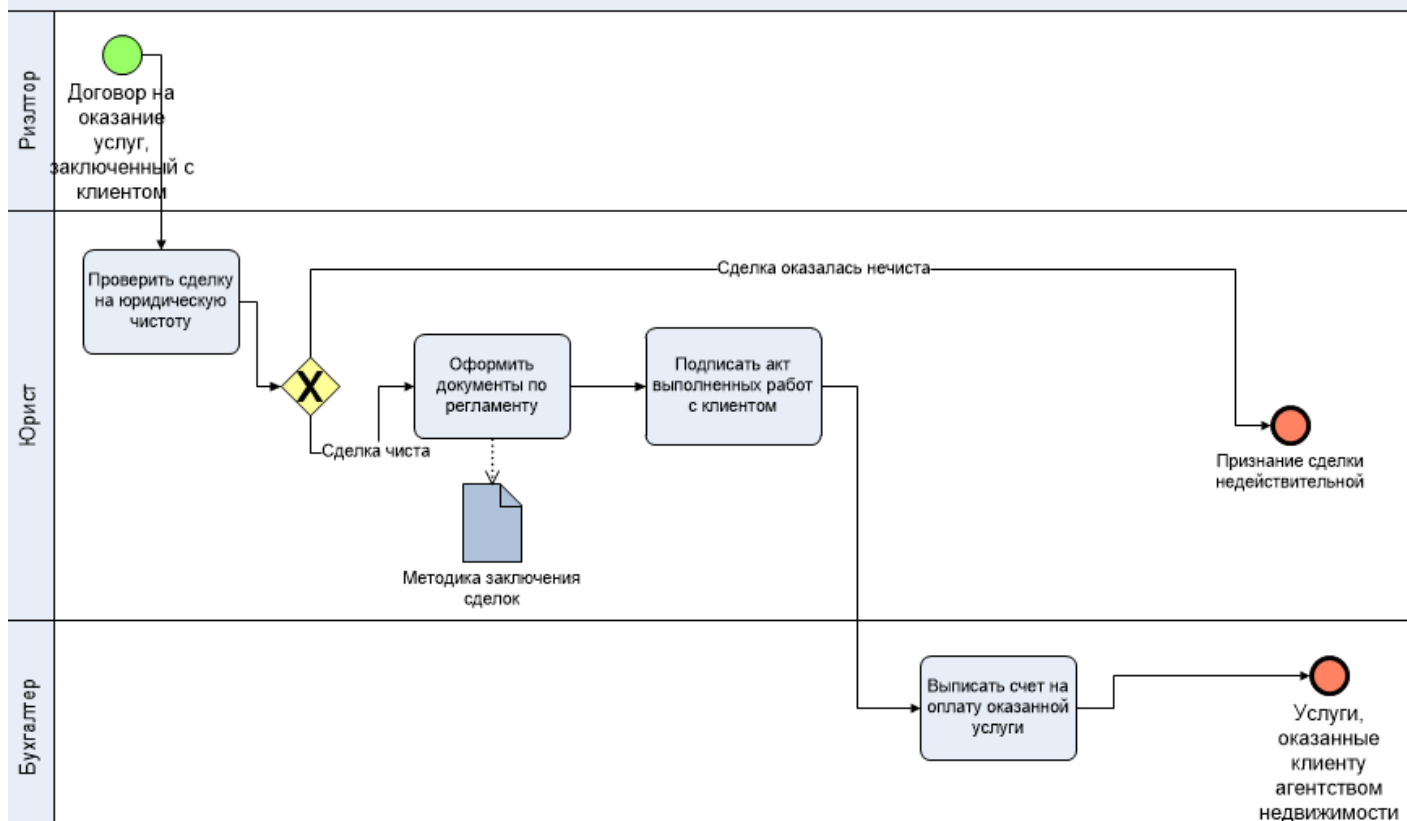 Риэлтор
Договор на
оказание
услуг,
заключенный с
клиентом
Юрист
Проверить сделку
на юридическую
чистоту
X
Сделка оказалась нечиста
Сделка чиста
Оформить
документы по
регламенту
Подписать акт
выполненных работ
с клиентом
Признание сделки
недействительной
Методика заключения
сделок
Бухгалтер
Выписать счет на
оплату оказанной
услуги
Услуги,
оказанные
клиенту
агентством
недвижимости